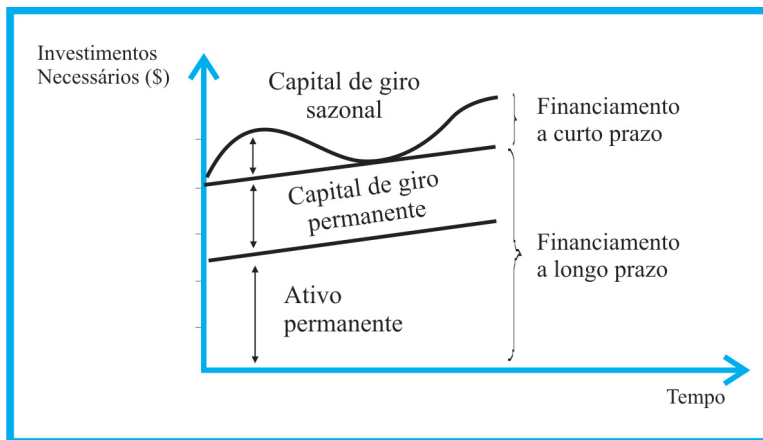 Investimentos
Necessários ($)
Capital de giro
sazonal
Financiamento
a curto prazo
Capital de giro
permanente
Financiamento
a longo prazo
Ativo
permanente
Tempo